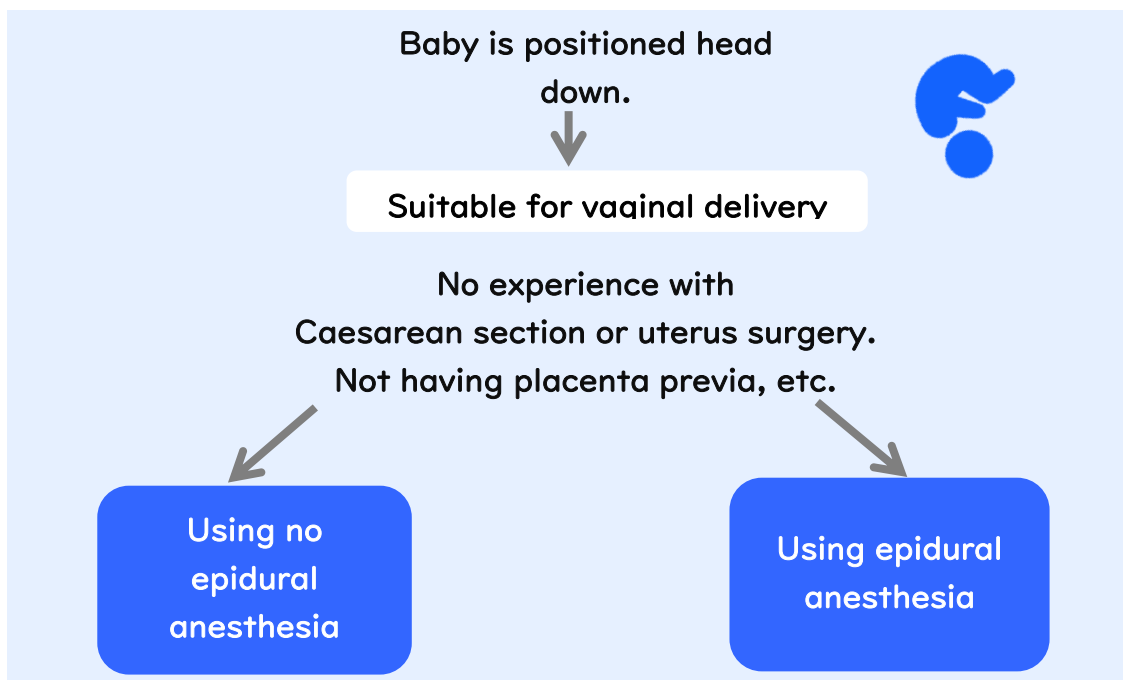 Baby is positioned head
down.
Suitable for vaginal delivery
No experience with
Caesarean section or uterus surgery.
Not having placenta previa, etc.
Using no
epidural
anesthesia
Using epidural
anesthesia